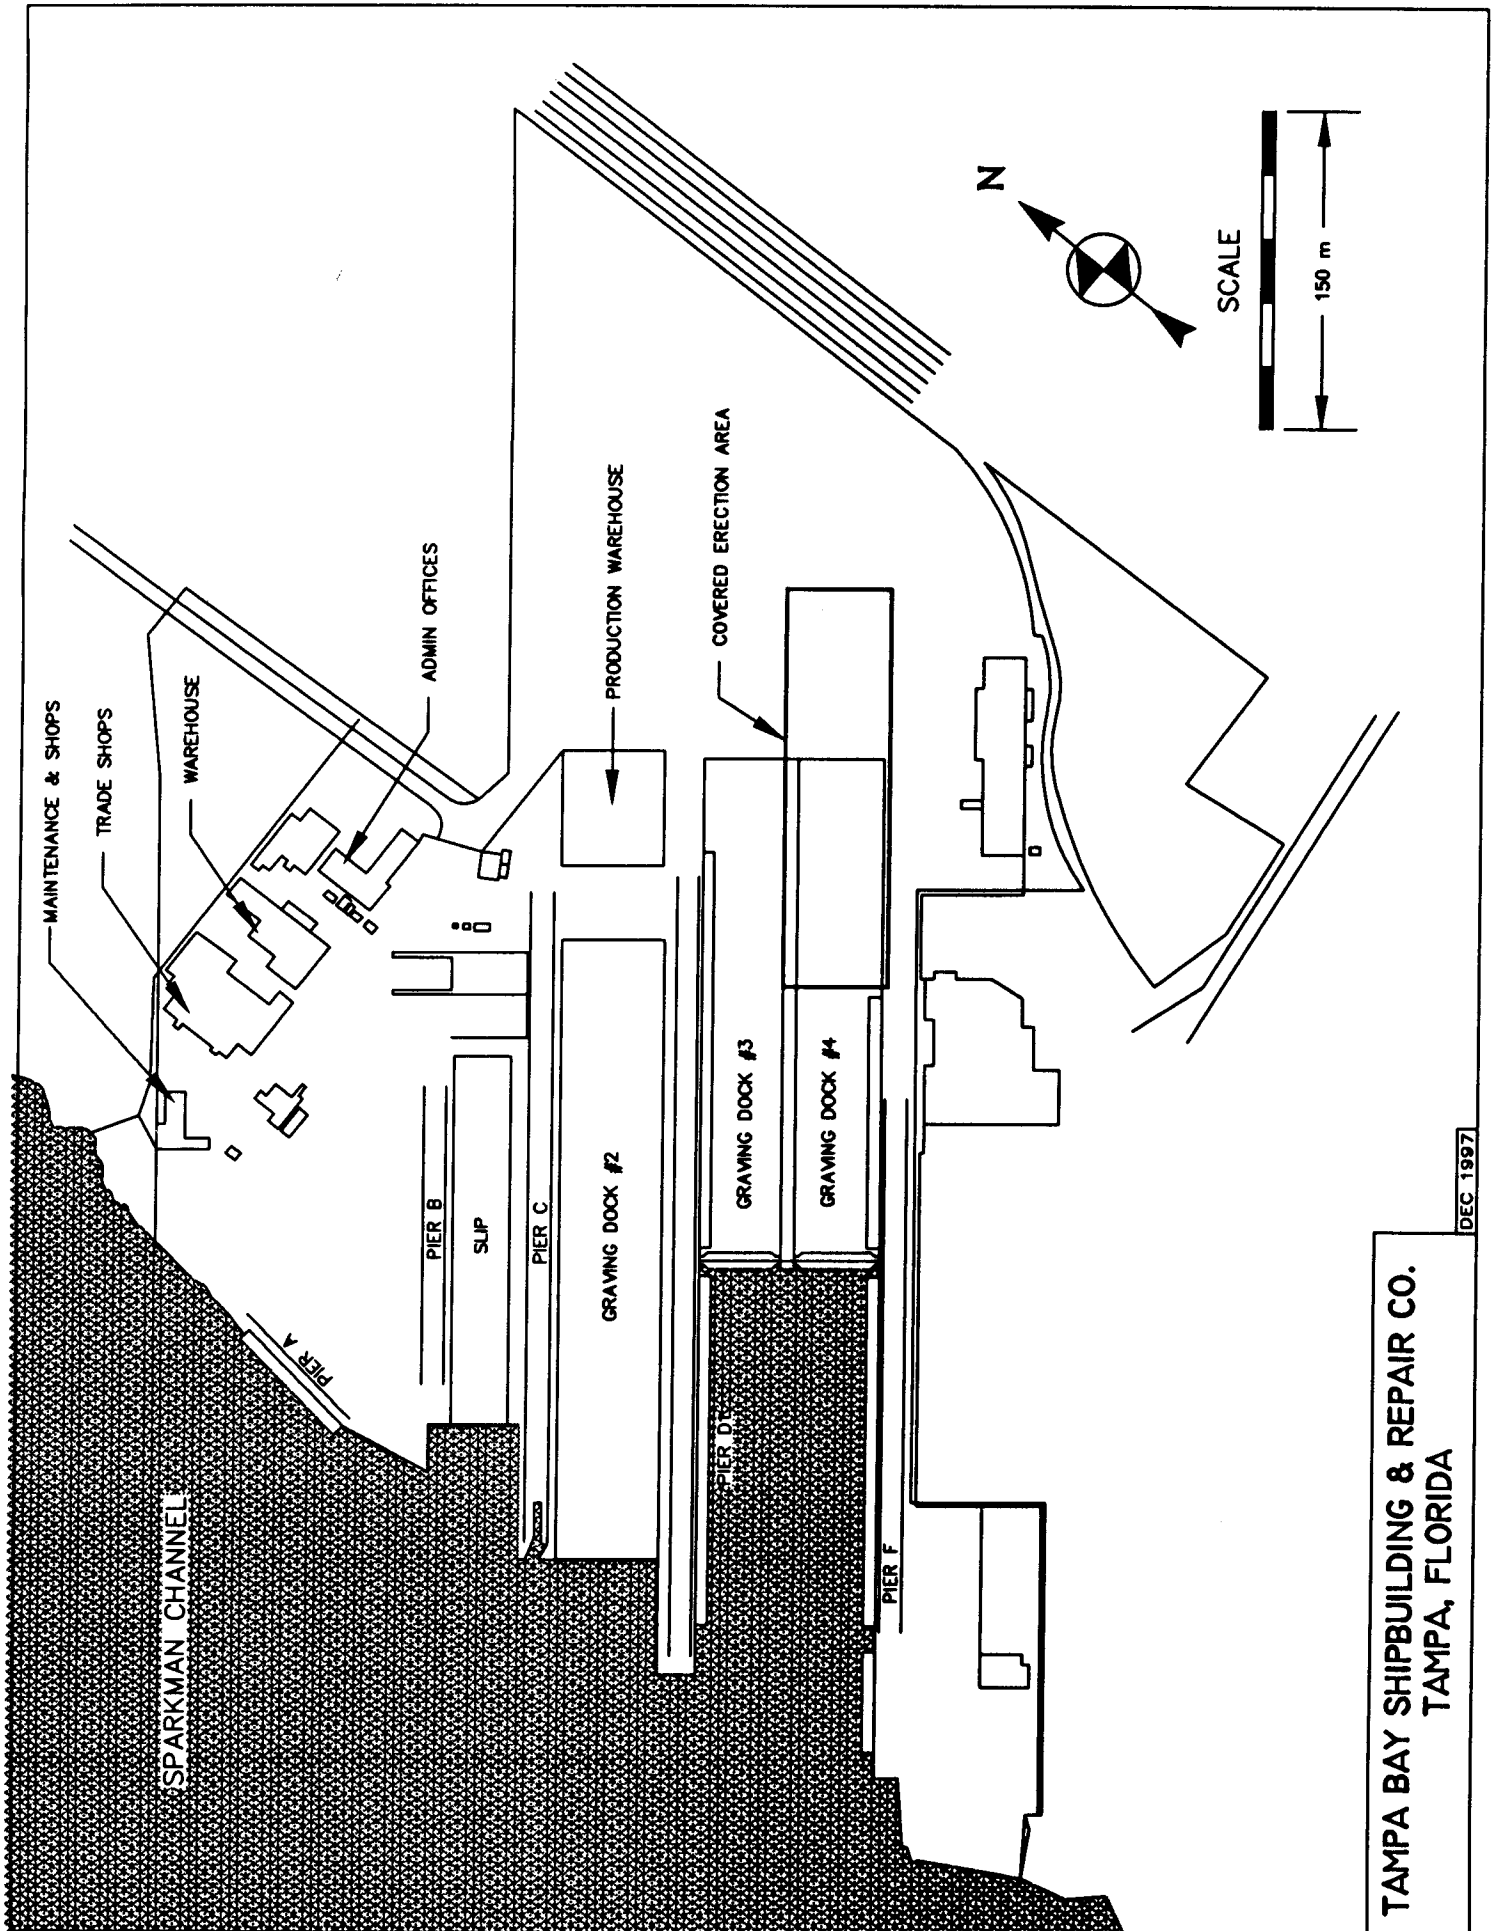 MAINTENANCE & SHOPS
TRADE SHOPS
WAREHOUSE
ADMIN OFFICES
PRODUCTION WAREHOUSE
COVERED ERECTION AREA
N
SCALE
150 m
SPARKMAN CHANNEL
PIER A
PIER B
SLIP
PIER C
GRAVING DOCK #2
PIER D
GRAVING DOCK #3
GRAVING DOCK #4
PIER F
DEC 1997
TAMPA BAY SHIPBUILDING & REPAIR CO.
TAMPA, FLORIDA